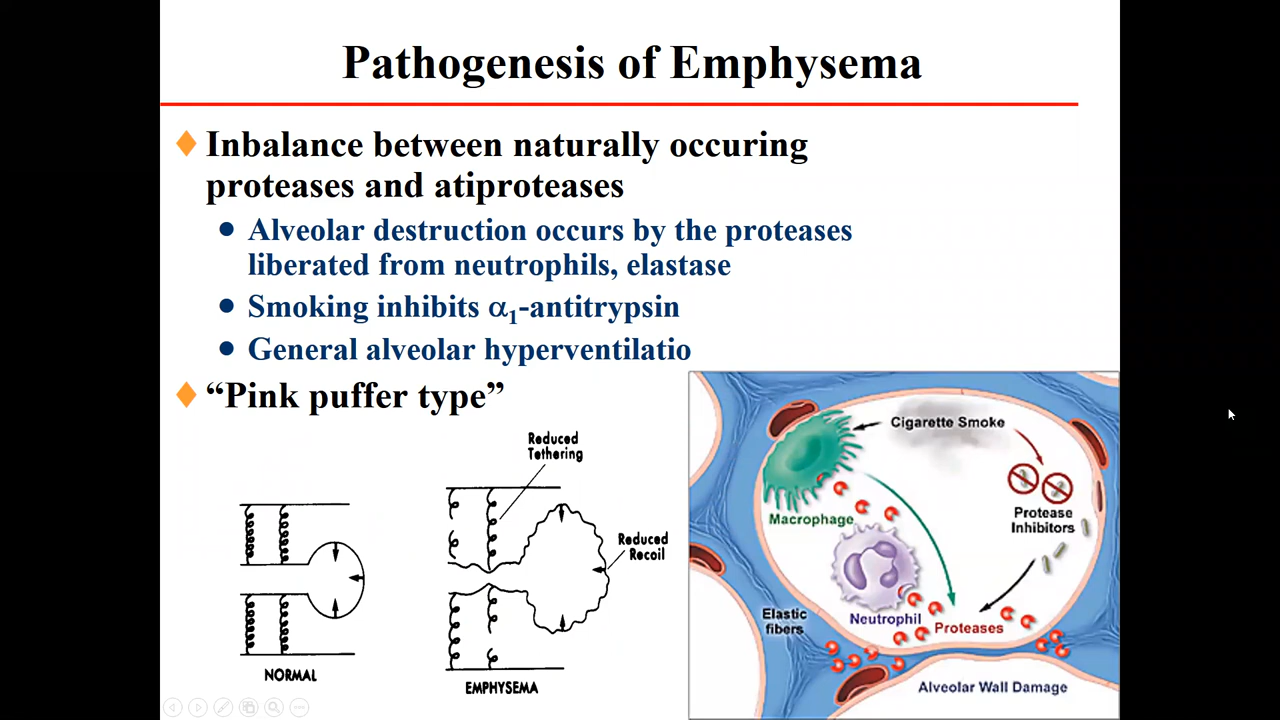 Pathogenesis of Emphysema
Inbalance between naturally occuring
proteases and atiproteases
Alveolar destruction occurs by the proteases
liberated from neutrophils, elastase
Smoking inhibits α1-antitrypsin
General alveolar hyperventilatio
“Pink puffer type”
Reduced
Tethering
Reduced
Recoil
NORMAL
EMPHYSEMA
Cigarette Smoke
Macrophage
Protease
Inhibitors
Elastic
fibers
Neutrophil
Proteases
Alveolar Wall Damage